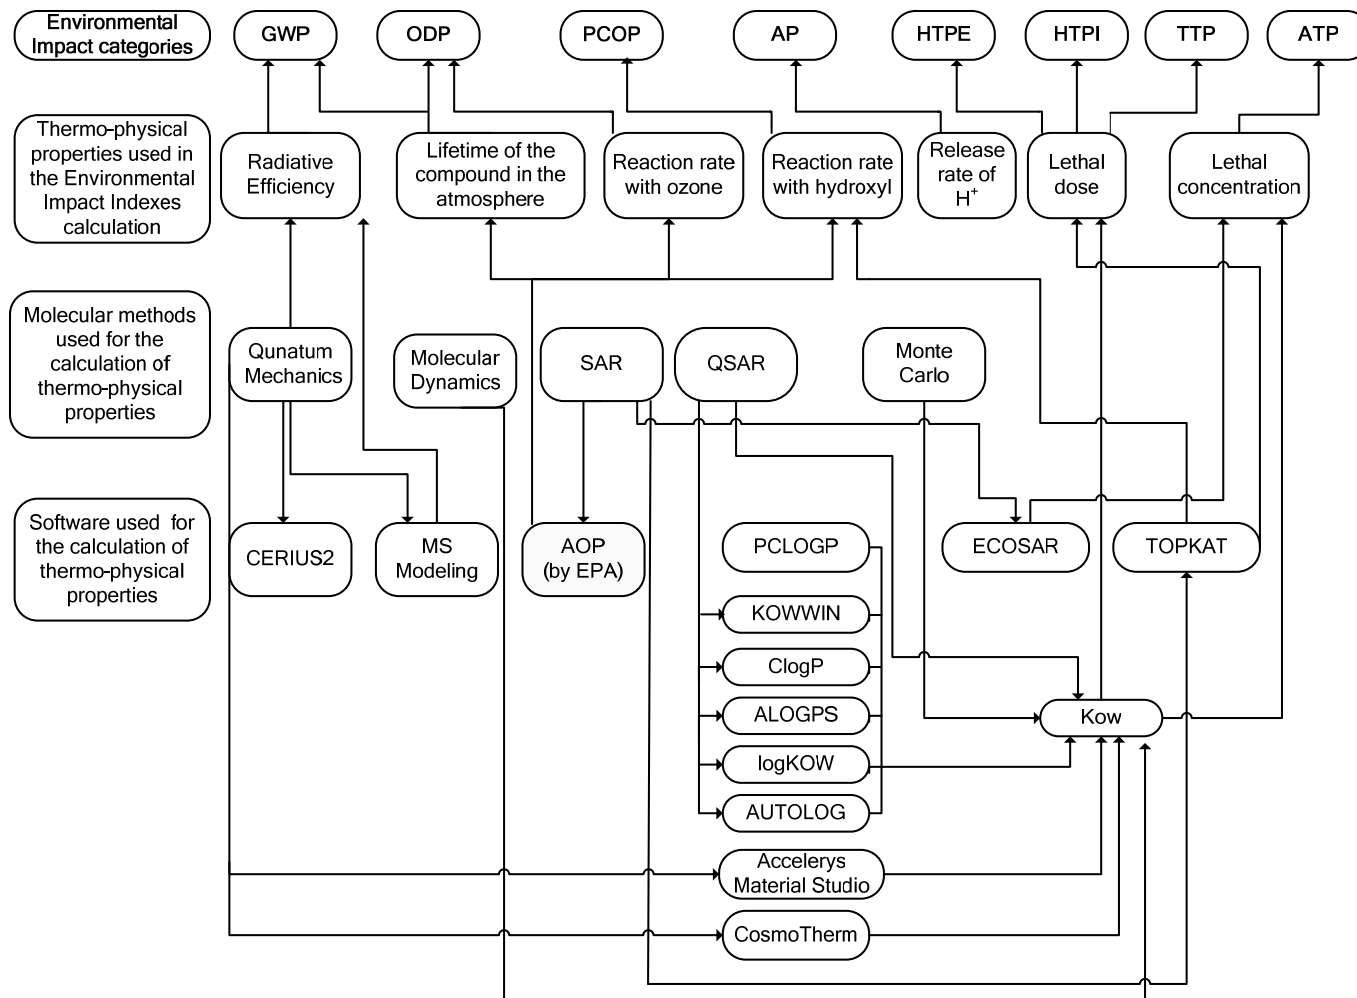 Environmental
Impact categories
GWP
ODP
PCOP
AP
HTPE
HTPI
TTP
ATP
Thermo-physical
properties used in
the Environmental
Impact Indexes
calculation
Radiative
Efficiency
Lifetime of the
compound in the
atmosphere
Reaction rate
with ozone
Reaction rate
with hydroxyl
Release
rate of
H+
Lethal
dose
Lethal
concentration
Molecular methods
used for the
calculation of
thermo-physical
properties
Qunatum
Mechanics
Molecular
Dynamics
SAR
QSAR
Monte
Carlo
Software used for
the calculation of
thermo-physical
properties
CERIUS2
MS
Modeling
AOP
(by EPA)
PCLOGP
ECOSAR
TOPKAT
KOWWIN
ClogP
ALOGPS
Kow
logKOW
AUTOLOG
Accelerys
Material Studio
CosmoTherm